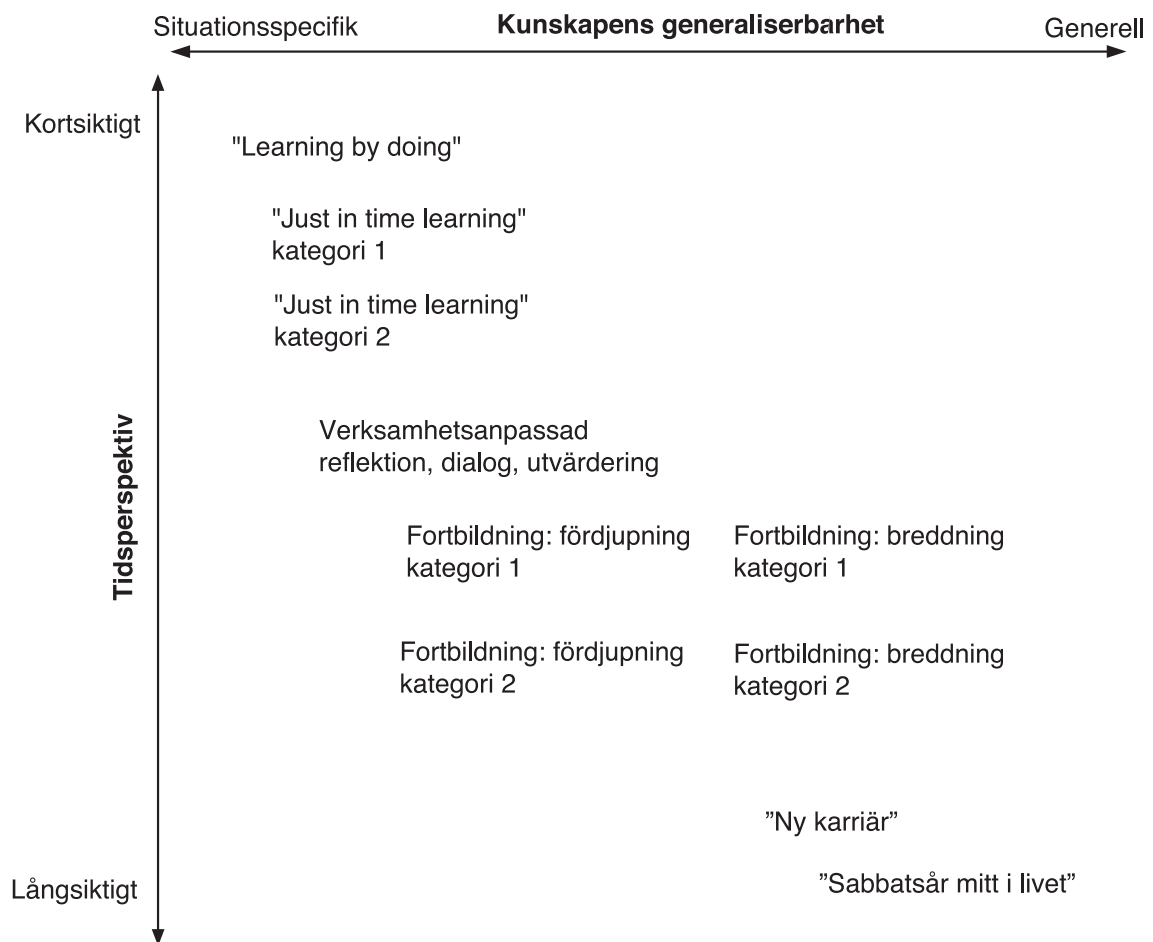 Situationsspecifik
Kunskapens generaliserbarhet
Generell
Kortsiktigt
"Learning by doing"
"Just in time learning"
kategori 1
"Just in time learning"
kategori 2
Tidsperspektiv
Verksamhetsanpassad
reflektion, dialog, utvärdering
Fortbildning: fördjupning
kategori 1
Fortbildning: breddning
kategori 1
Fortbildning: fördjupning
kategori 2
Fortbildning: breddning
kategori 2
”Ny karriär”
Långsiktigt
”Sabbatsår mitt i livet”